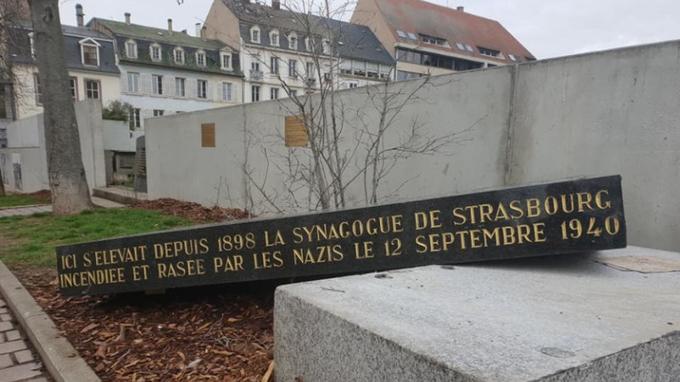 ICI S'ELEVAIT DEPUIS 1898 LA SYNAGOGUE DE STRASBOURG
INCENDIEE ET RASEE PAR LES NAZIS LE 12 SEPTEMBRE 1940